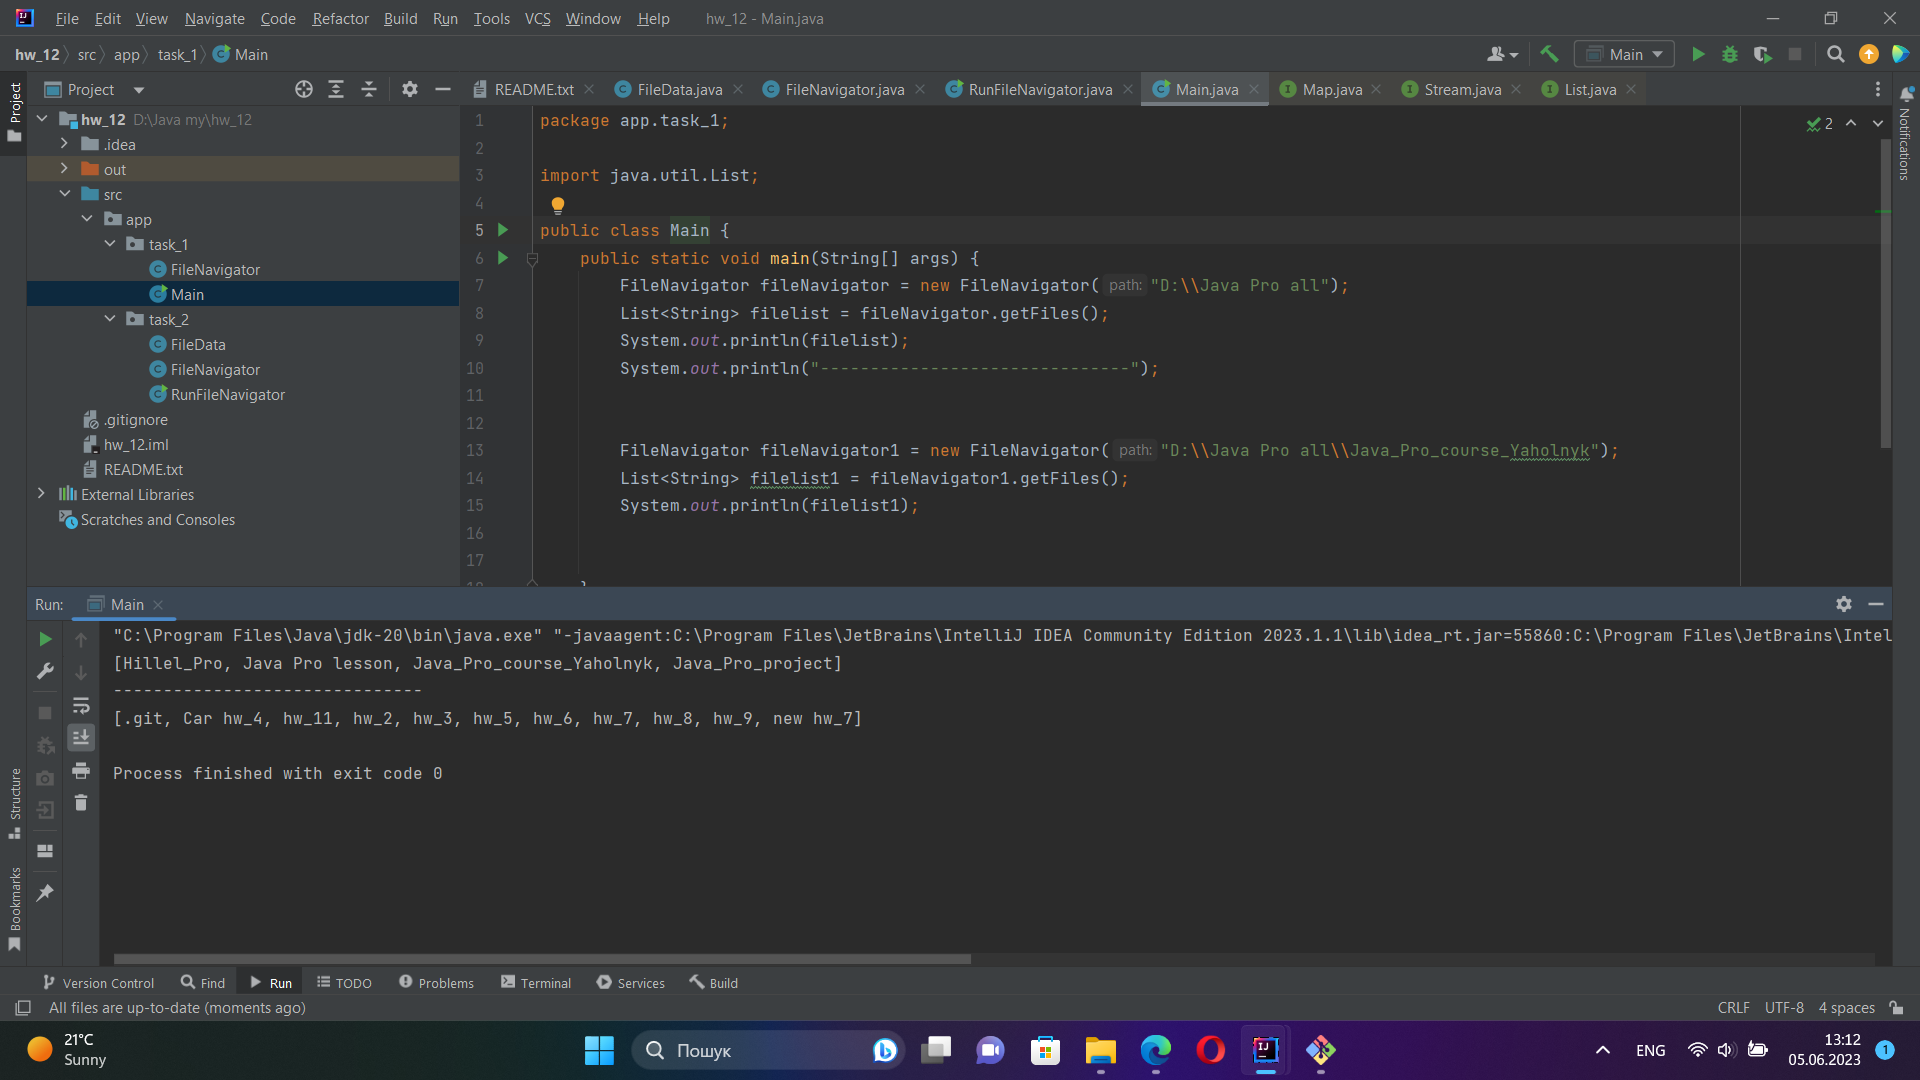 File Edit View Navigate Code Refactor Build Run Tools VCS Window Help hw_12 - Main.java
hw_12 src app task_1 Main
Main
Project
README.txt FileData.java FileNavigator.java RunFileNavigator.java Main.java Map.java Stream.java List.java
Project
Notifications
hw_12 D:\Java my\hw_12
.idea
out
src
app
task_1
FileNavigator
Main
task_2
FileData
FileNavigator
RunFileNavigator
.gitignore
hw_12.iml
README.txt
External Libraries
Scratches and Consoles
2
1 package app.task_1;
2
3 import java.util.List;
4
5 public class Main {
6 public static void main(String[] args) {
7 FileNavigator fileNavigator = new FileNavigator( path: "D:\\Java Pro all");
8 List<String> filelist = fileNavigator.getFiles();
9 System.out.println(filelist);
10 System.out.println("-------------------------------");
11
12
13 FileNavigator fileNavigator1 = new FileNavigator( path: "D:\\Java Pro all\\Java_Pro_course_Yaholnyk");
14 List<String> filelist1 = fileNavigator1.getFiles();
15 System.out.println(filelist1);
16
17
Run: Main
"C:\Program Files\Java\jdk-20\bin\java.exe" "-javaagent:C:\Program Files\JetBrains\IntelliJ IDEA Community Edition 2023.1.1\lib\idea_rt.jar=55860:C:\Program Files\JetBrains\Intel
[Hillel_Pro, Java Pro lesson, Java_Pro_course_Yaholnyk, Java_Pro_project]
-------------------------------
[.git, Car hw_4, hw_11, hw_2, hw_3, hw_5, hw_6, hw_7, hw_8, hw_9, new hw_7]
Process finished with exit code 0
Structure
Bookmarks
Version Control Find Run TODO Problems Terminal Services Build
All files are up-to-date (moments ago)
CRLF UTF-8 4 spaces
21°C
Sunny
Пошук
ENG
13:12
05.06.2023
1